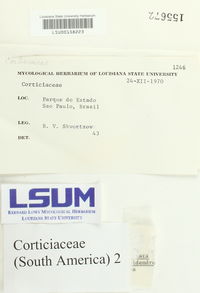 Louisiana State University Herbarium
155672
Corticiaceae
1246
MYCOLOGICAL HERBARIUM OF LOUISIANA STATE UNIVERSITY
24-XII-1970
Corticiaceae
LOC. Parque do Estado
Sao Paulo, Brazil
LEG. B. V. Skvortzow
DET. 43
LSUM
BERNARD LOWY MYCOLOGICAL HERBARIUM
LOUISIANA STATE UNIVERSITY
Corticiaceae
(South America) 2